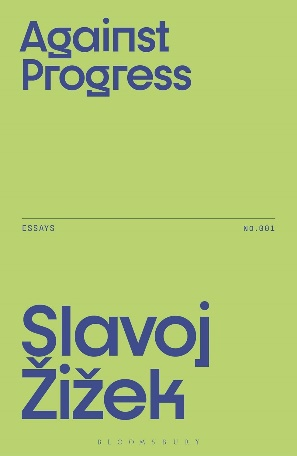 Against
Progress
ESSAYS NO.001
Slavoj
Žižek
BLOOMSBURY